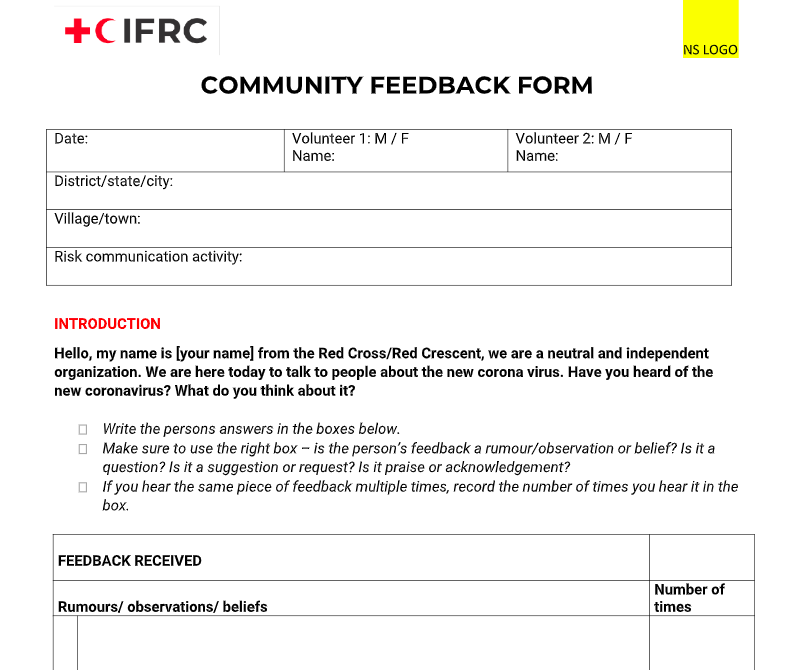 IFRC
NS LOGO
COMMUNITY FEEDBACK FORM
Date:
Volunteer 1: M / F
Name:
Volunteer 2: M / F
Name:
District/state/city:
Village/town:
Risk communication activity:
INTRODUCTION
Hello, my name is [your name] from the Red Cross/Red Crescent, we are a neutral and independent
organization. We are here today to talk to people about the new corona virus. Have you heard of the
new coronavirus? What do you think about it?
Write the persons answers in the boxes below.
Make sure to use the right box – is the person’s feedback a rumour/observation or belief? Is it a
question? Is it a suggestion or request? Is it praise or acknowledgement?
If you hear the same piece of feedback multiple times, record the number of times you hear it in the
box.
FEEDBACK RECEIVED
Rumours/ observations/ beliefs
Number of
times